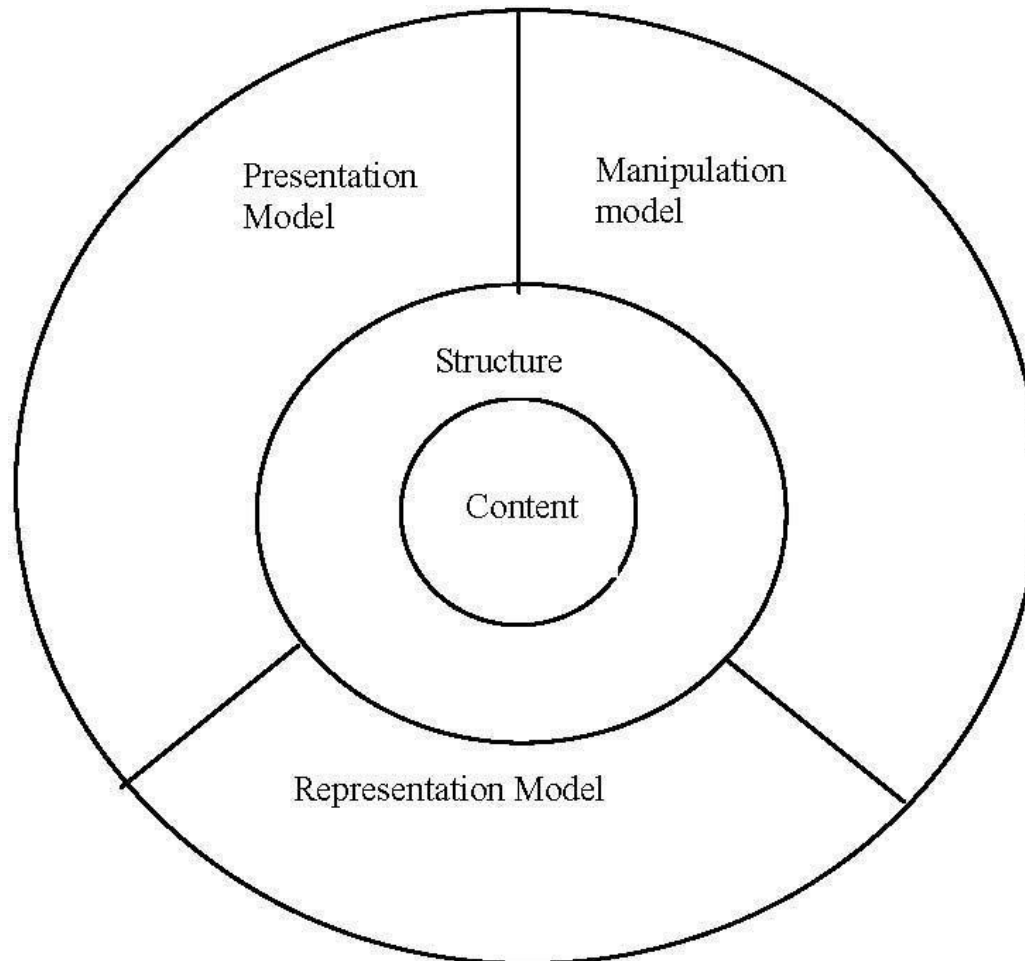 Presentation
Model
Manipulation
model
Structure
Content
Representation Model